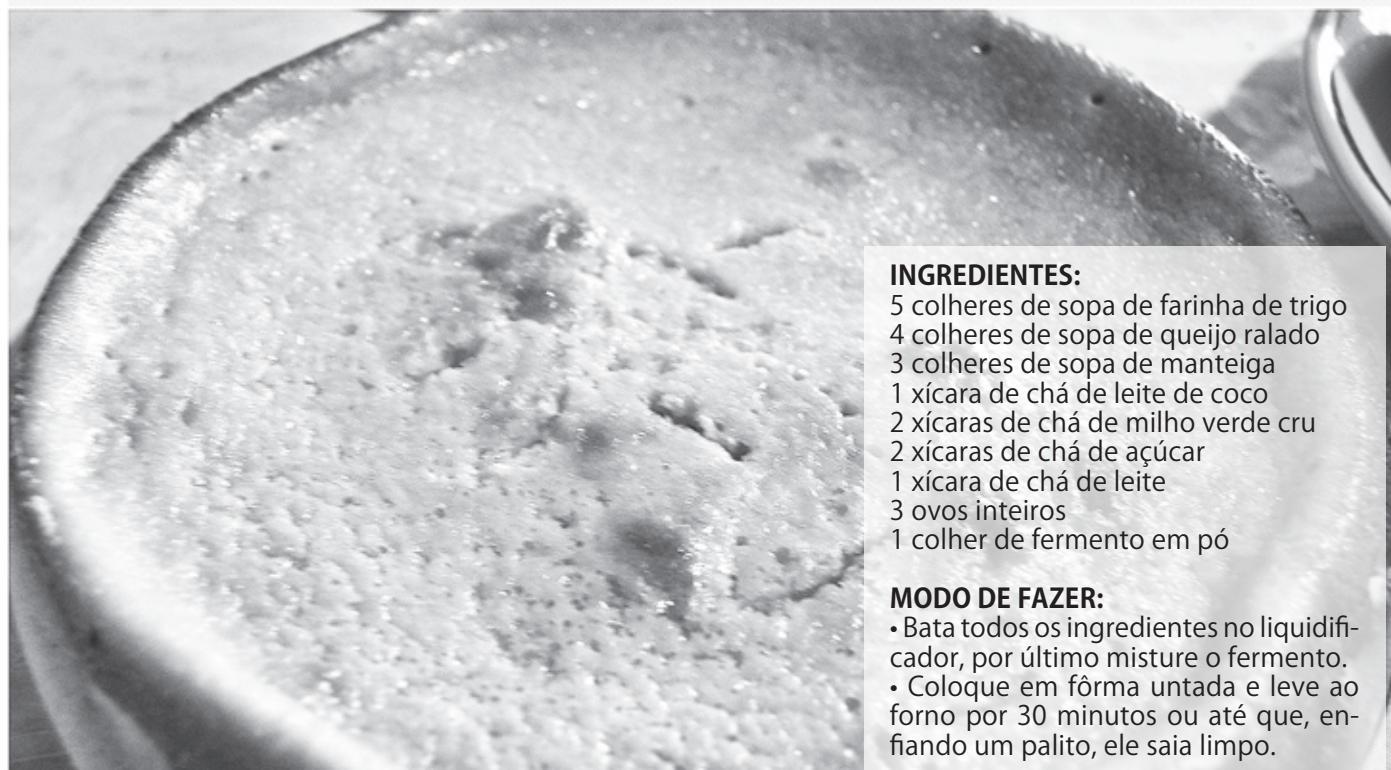 INGREDIENTES:
5 colheres de sopa de farinha de trigo
4 colheres de sopa de queijo ralado
3 colheres de sopa de manteiga
1 xícara de chá de leite de coco
2 xícaras de chá de milho verde cru
2 xícaras de chá de açúcar
1 xícara de chá de leite
3 ovos inteiros
1 colher de fermento em pó
MODO DE FAZER:
• Bata todos os ingredientes no liquidifi-
cador, por último misture o fermento.
• Coloque em fôrma untada e leve ao
forno por 30 minutos ou até que, en-
fiando um palito, ele saia limpo.